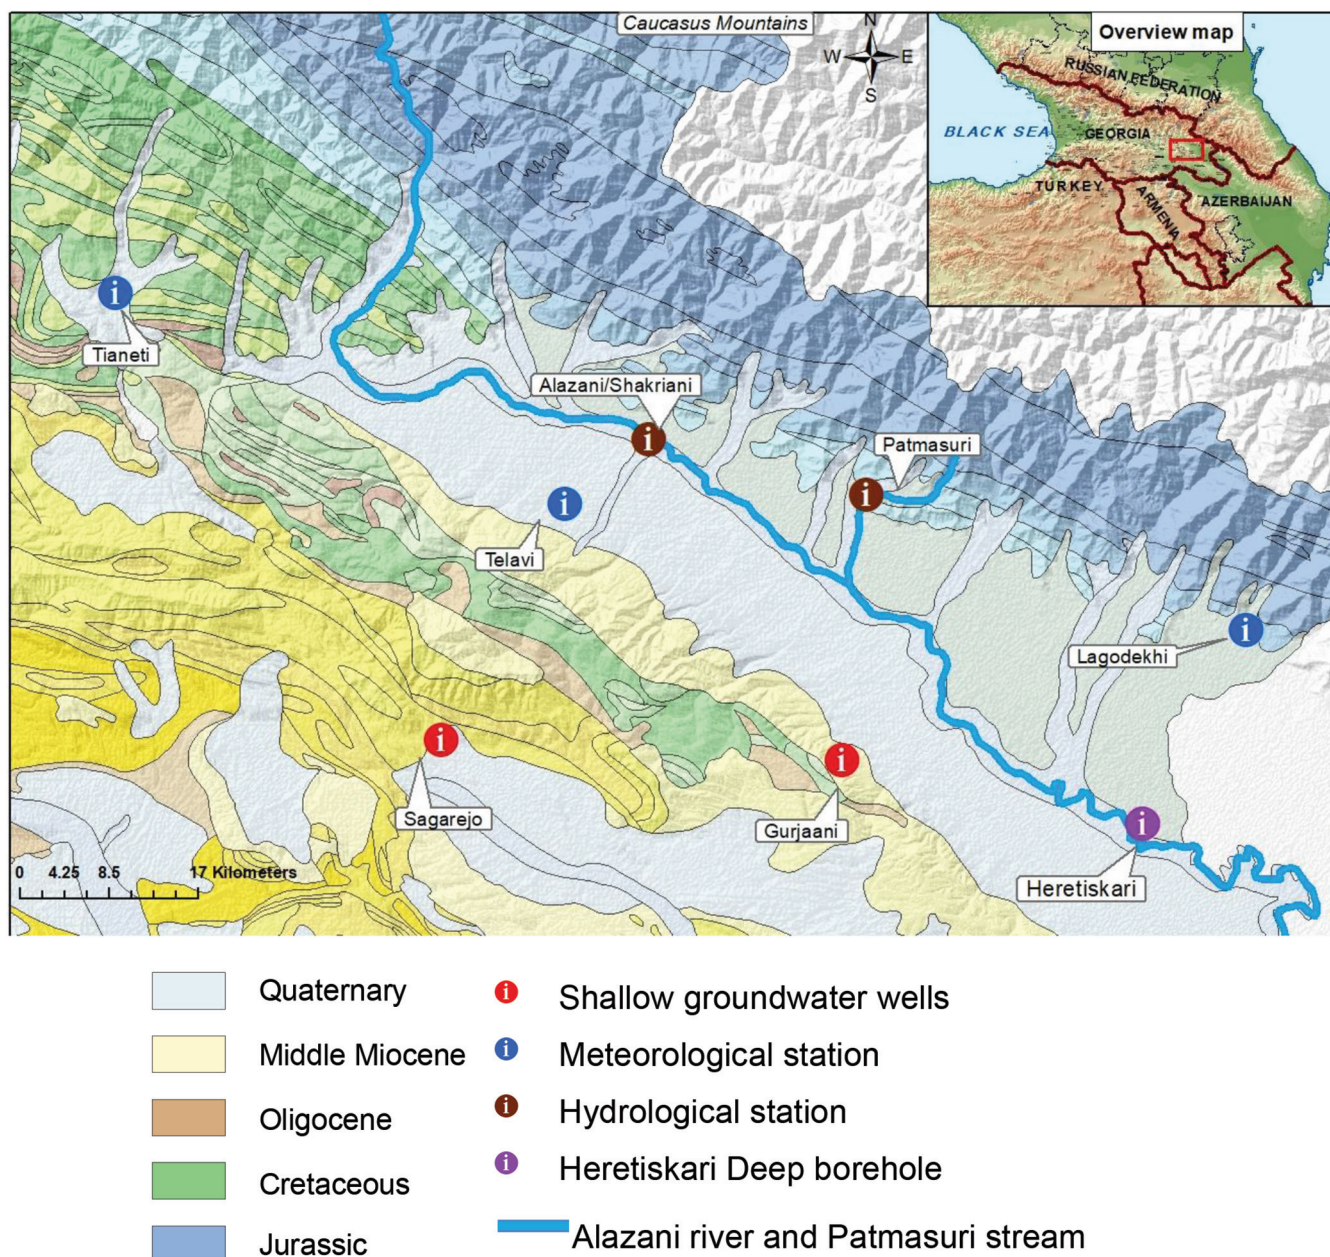 Caucasus Mountains
N
W
E
S
Overview map
RUSSIAN FEDERATION
BLACK SEA
GEORGIA
TURKEY
ARMENIA
AZERBAIJAN
i
Tianeti
Alazani/Shakriani
i
Patmasuri
i
i
Telavi
i
Lagodekhi
i
Sagarejo
i
Gurjaani
i
Heretiskari
0 4.25 8.5 17 Kilometers
Quaternary
i Shallow groundwater wells
Middle Miocene
i Meteorological station
Oligocene
i Hydrological station
Cretaceous
i Heretiskari Deep borehole
Jurassic
Alazani river and Patmasuri stream